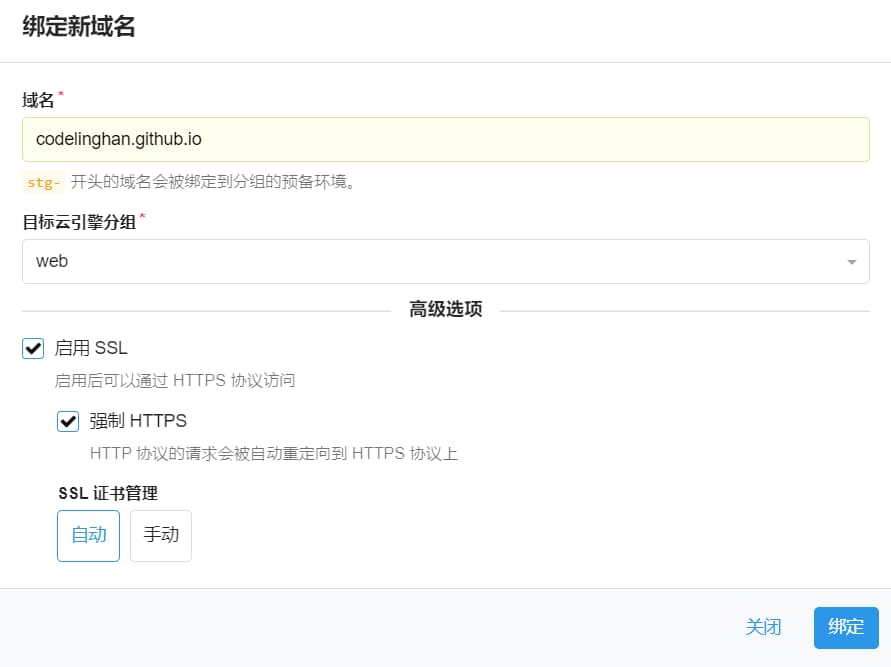 绑定新域名
域名*
codelinghan.github.io
stg- 开头的域名会被绑定到分组的预备环境。
目标云引擎分组*
web
高级选项
启用 SSL
启用后可以通过 HTTPS 协议访问
强制 HTTPS
HTTP 协议的请求会被自动重定向到 HTTPS 协议上
SSL 证书管理
自动 手动
关闭 绑定